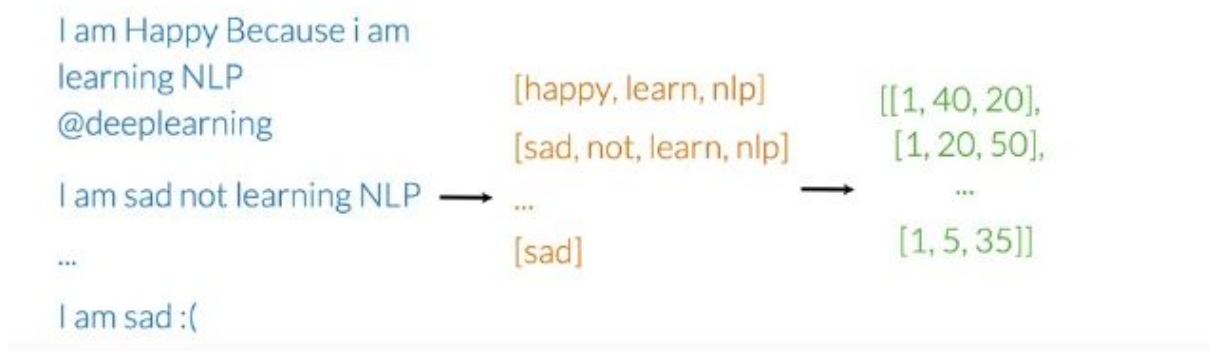 I am Happy Because i am
learning NLP
@deeplearning
I am sad not learning NLP
...
I am sad :(
[happy, learn, nlp]
[sad, not, learn, nlp]
...
[sad]
[[1, 40, 20],
[1, 20, 50],
...
[1, 5, 35]]